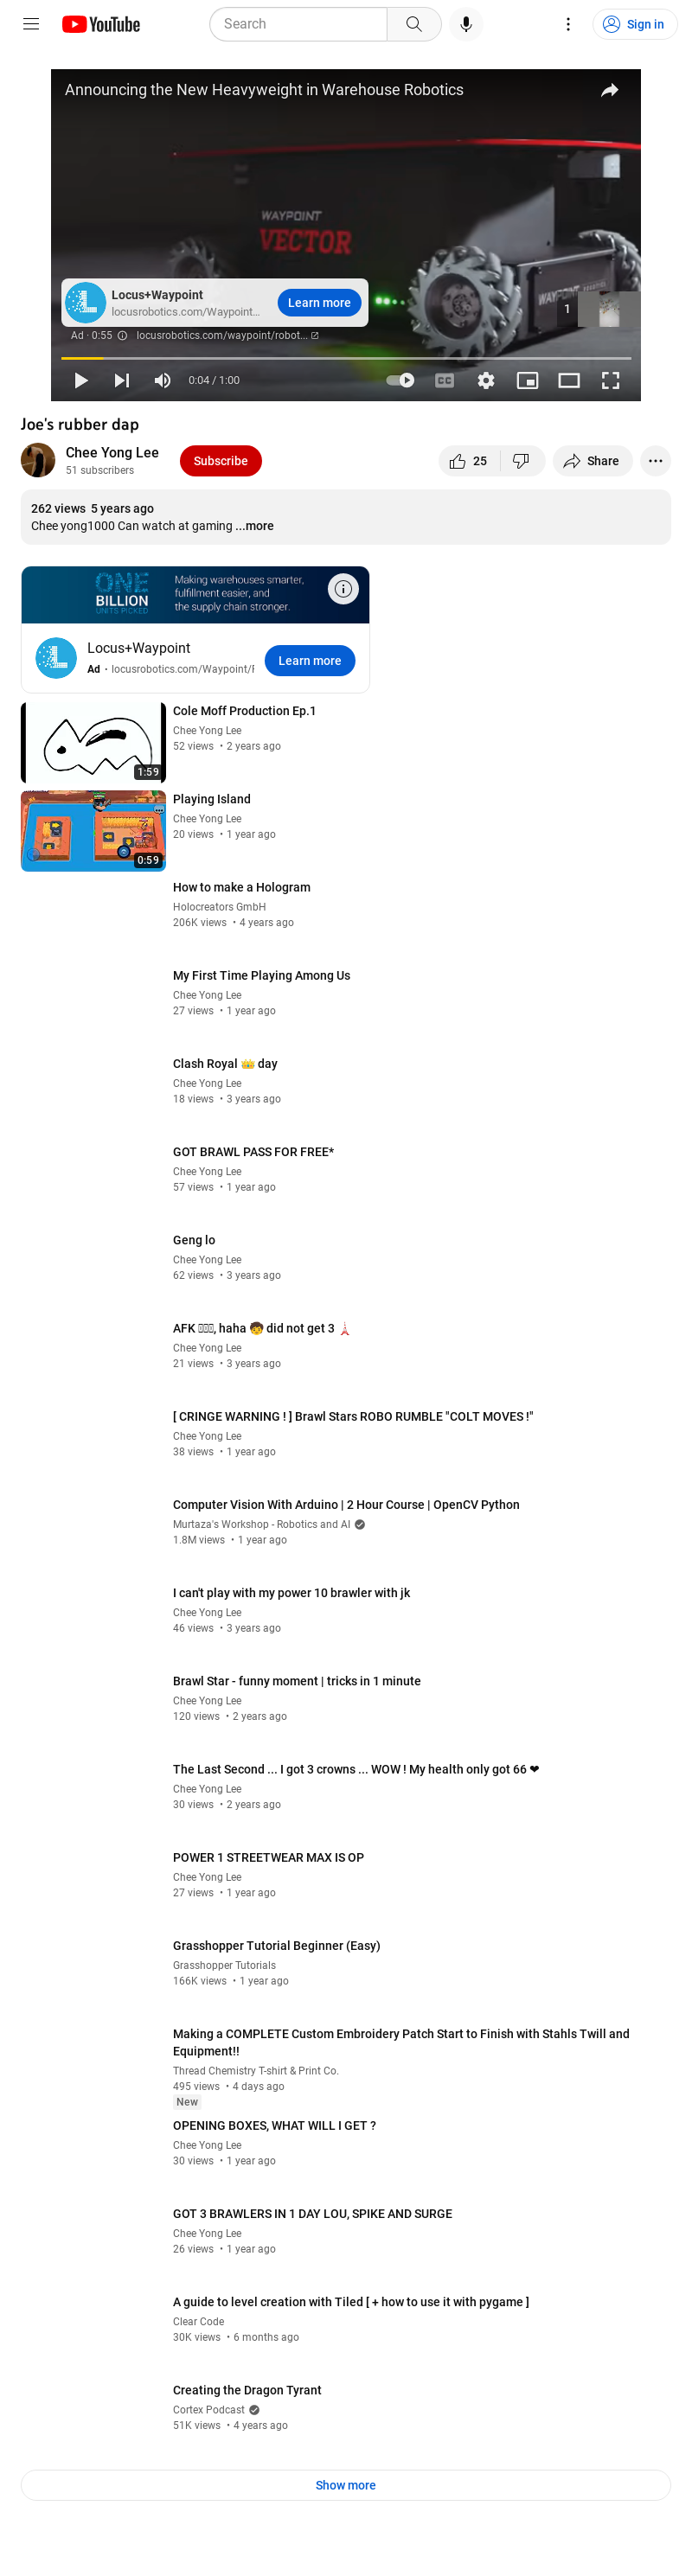 YouTube
Search
Sign in
Announcing the New Heavyweight in Warehouse Robotics
WAYPOINT
VECTOR
WAYPOINT
Locus+Waypoint
locusrobotics.com/Waypoint...
Learn more
1
Ad · 0:55 locusrobotics.com/waypoint/robot...
0:04 / 1:00
CC
Joe's rubber dap
Chee Yong Lee
51 subscribers
Subscribe
25
Share
262 views 5 years ago
Chee yong1000 Can watch at gaming ...more
ONE
BILLION
UNITS PICKED
Making warehouses smarter,
fulfillment easier, and
the supply chain stronger.
Locus+Waypoint
Ad · locusrobotics.com/Waypoint/
Learn more
Cole Moff Production Ep.1
Chee Yong Lee
52 views • 2 years ago
1:59
Playing Island
Chee Yong Lee
20 views • 1 year ago
0:59
How to make a Hologram
Holocreators GmbH
206K views • 4 years ago
My First Time Playing Among Us
Chee Yong Lee
27 views • 1 year ago
Clash Royal 👑 day
Chee Yong Lee
18 views • 3 years ago
GOT BRAWL PASS FOR FREE*
Chee Yong Lee
57 views • 1 year ago
Geng lo
Chee Yong Lee
62 views • 3 years ago
AFK , haha 🧒 did not get 3 🗼
Chee Yong Lee
21 views • 3 years ago
[ CRINGE WARNING ! ] Brawl Stars ROBO RUMBLE "COLT MOVES !"
Chee Yong Lee
38 views • 1 year ago
Computer Vision With Arduino | 2 Hour Course | OpenCV Python
Murtaza's Workshop - Robotics and AI
1.8M views • 1 year ago
I can't play with my power 10 brawler with jk
Chee Yong Lee
46 views • 3 years ago
Brawl Star - funny moment | tricks in 1 minute
Chee Yong Lee
120 views • 2 years ago
The Last Second ... I got 3 crowns ... WOW ! My health only got 66 ❤
Chee Yong Lee
30 views • 2 years ago
POWER 1 STREETWEAR MAX IS OP
Chee Yong Lee
27 views • 1 year ago
Grasshopper Tutorial Beginner (Easy)
Grasshopper Tutorials
166K views • 1 year ago
Making a COMPLETE Custom Embroidery Patch Start to Finish with Stahls Twill and
Equipment!!
Thread Chemistry T-shirt & Print Co.
495 views • 4 days ago
New
OPENING BOXES, WHAT WILL I GET ?
Chee Yong Lee
30 views • 1 year ago
GOT 3 BRAWLERS IN 1 DAY LOU, SPIKE AND SURGE
Chee Yong Lee
26 views • 1 year ago
A guide to level creation with Tiled [ + how to use it with pygame ]
Clear Code
30K views • 6 months ago
Creating the Dragon Tyrant
Cortex Podcast
51K views • 4 years ago
Show more